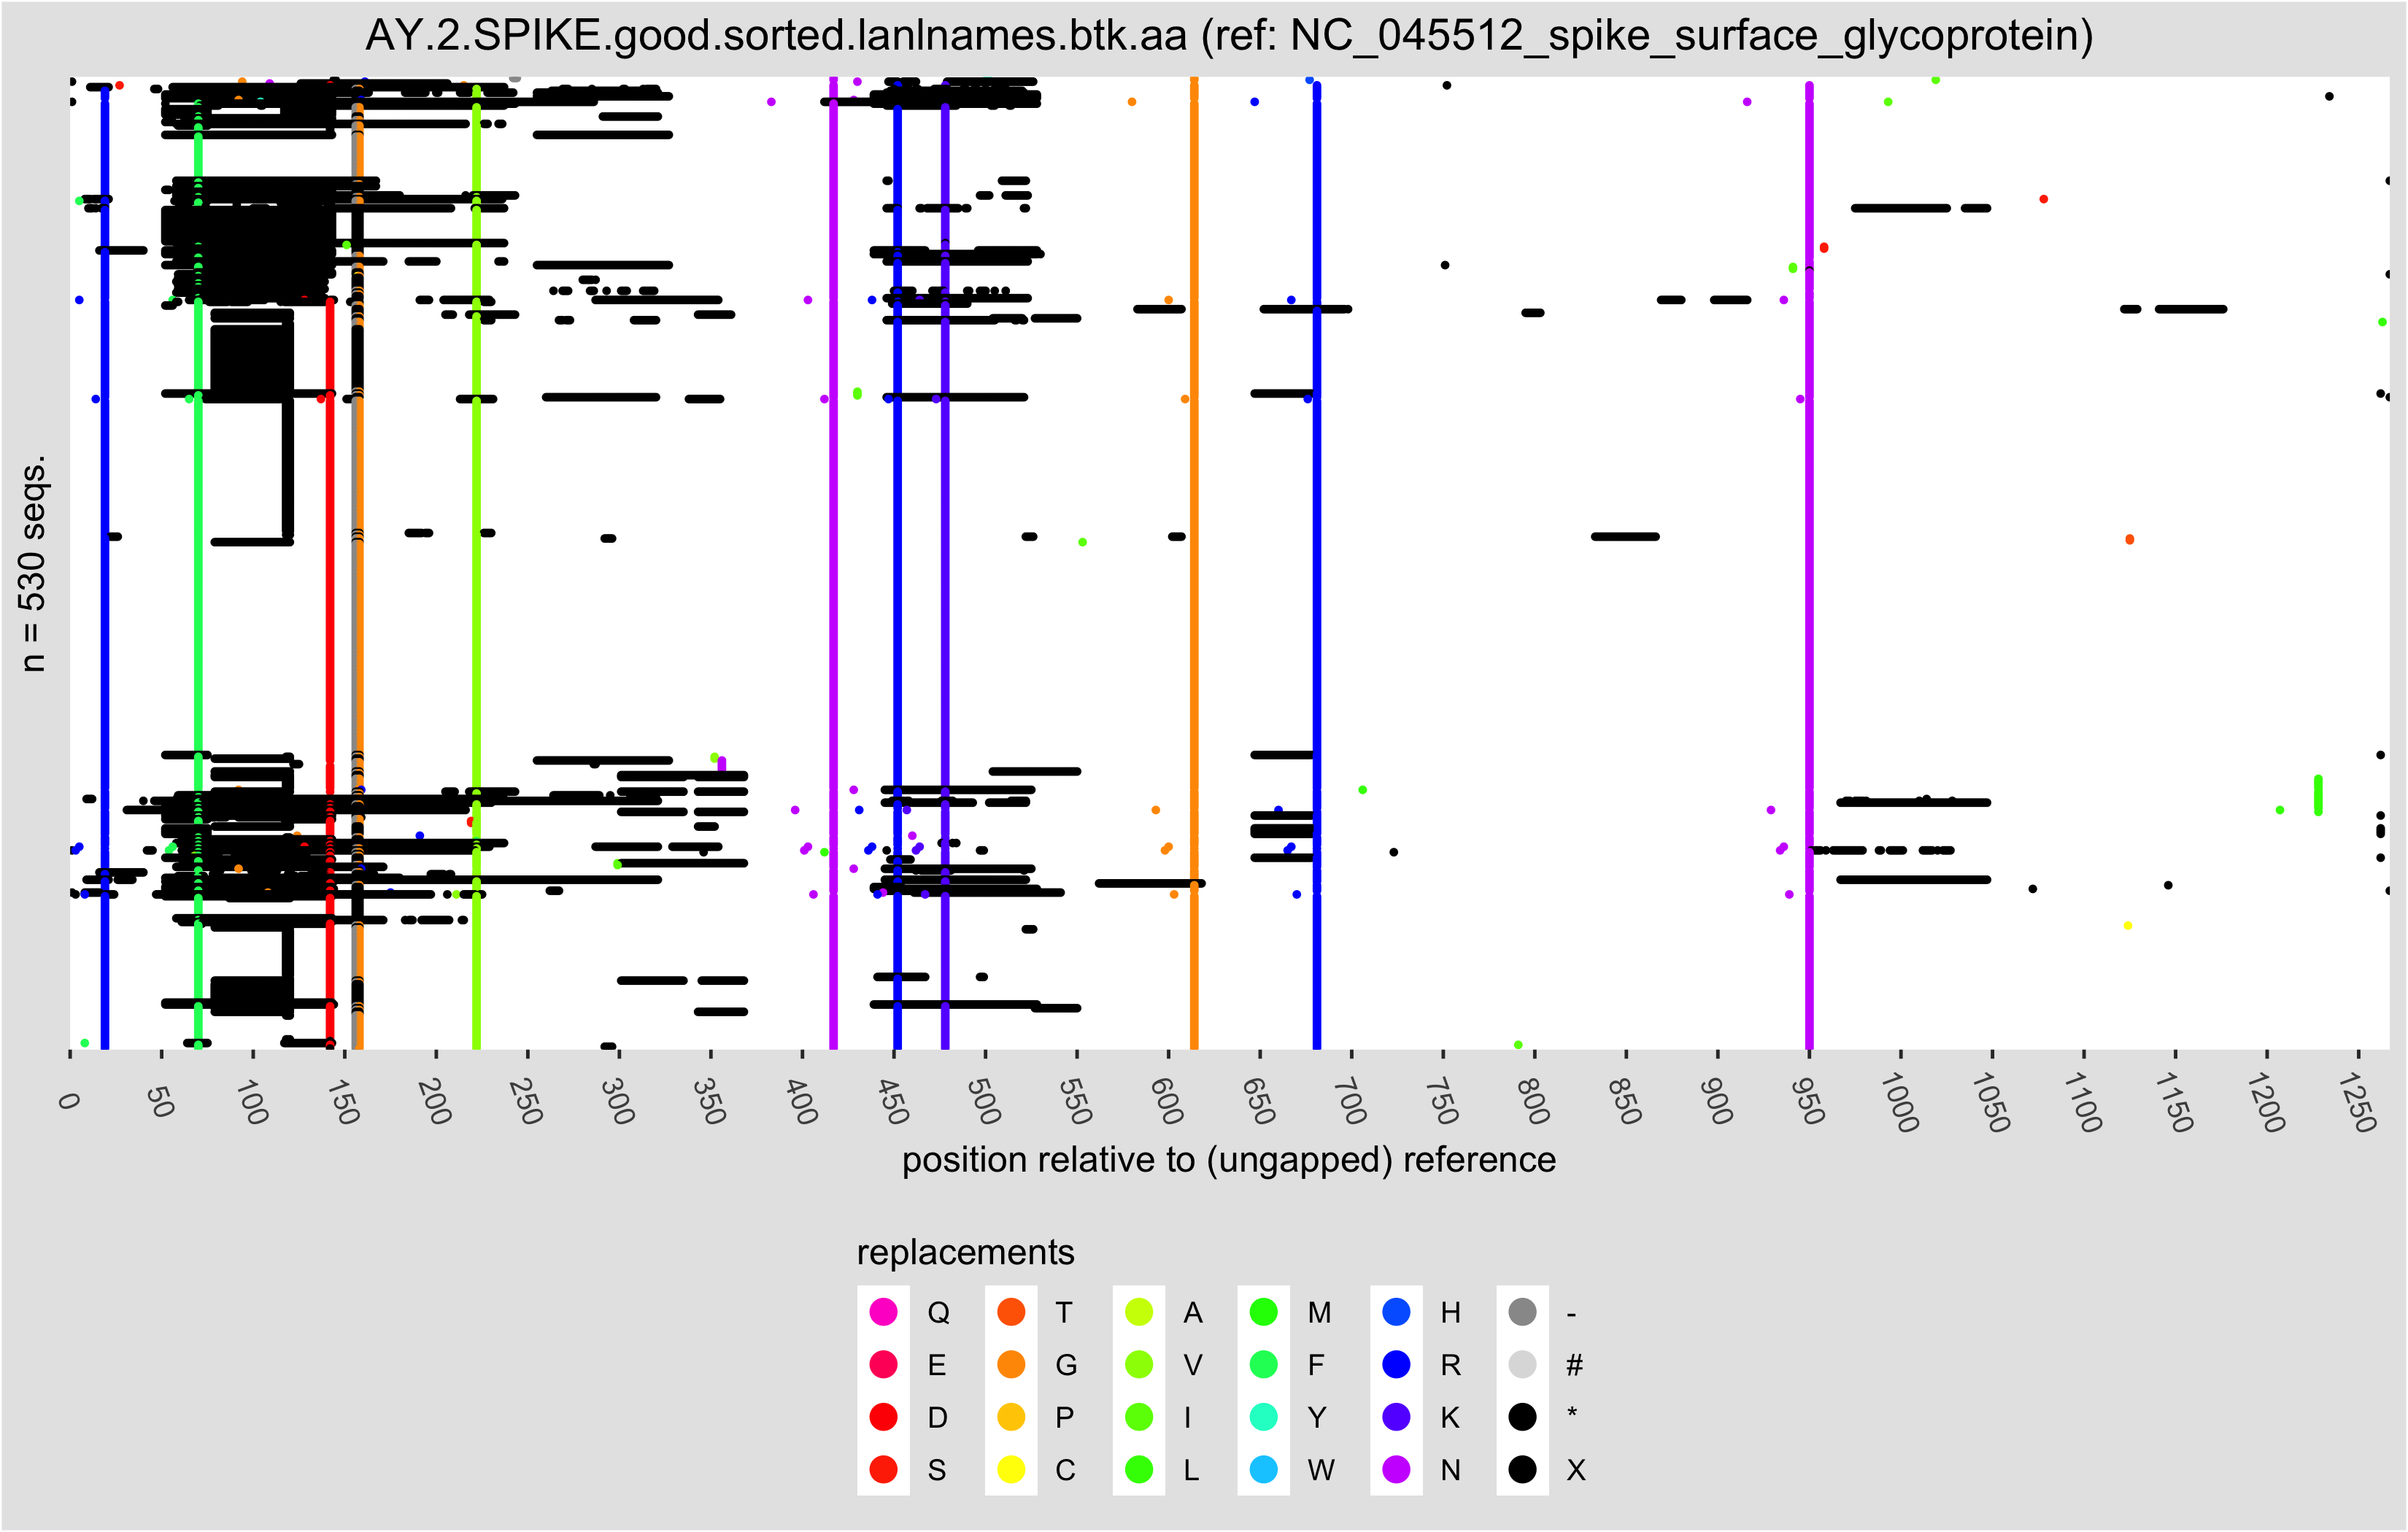 AY.2.SPIKE.good.sorted.lanlnames.btk.aa (ref: NC_045512_spike_surface_glycoprotein)
n = 530 seqs.
0 50 100 150 200 250 300 350 400 450 500 550 600 650 700 750 800 850 900 950 1000 1050 1100 1150 1200 1250
position relative to (ungapped) reference
replacements
Q T A M H -
E G V F R #
D P I Y K *
S C L W N X